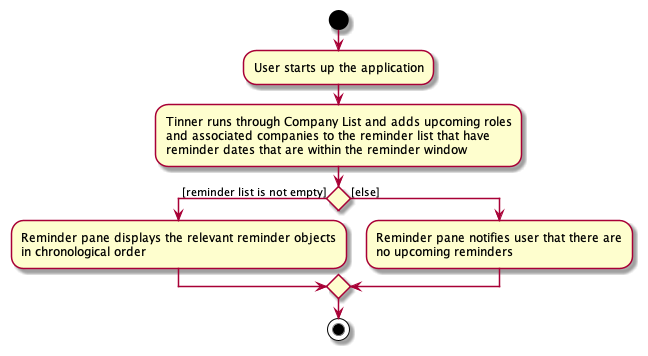 User starts up the application
Tinner runs through Company List and adds upcoming roles
and associated companies to the reminder list that have
reminder dates that are within the reminder window
[reminder list is not empty]
[else]
Reminder pane displays the relevant reminder objects
in chronological order
Reminder pane notifies user that there are
no upcoming reminders